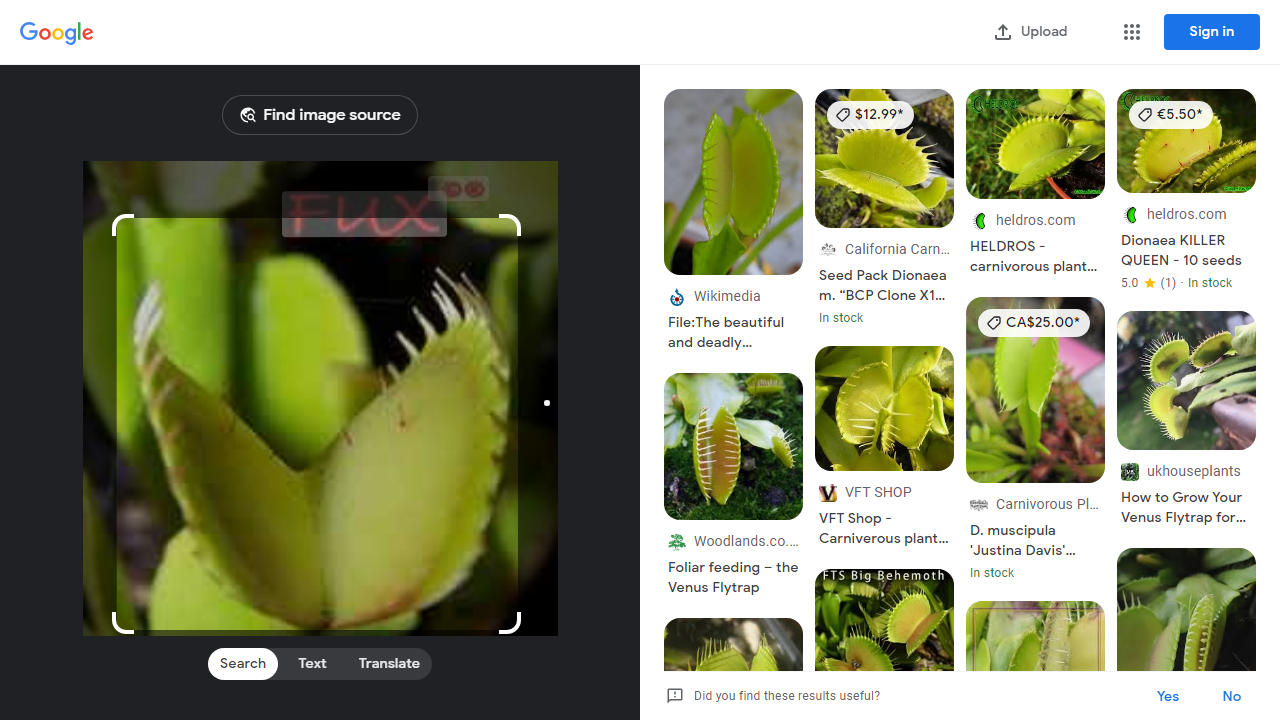 Google
Upload
Sign in
Find image source
FUX
Search
Text
Translate
Wikimedia
File:The beautiful
and deadly...
Woodlands.co....
Foliar feeding – the
Venus Flytrap
$12.99*
California Carn...
Seed Pack Dionaea
m. “BCP Clone X1...
In stock
VFT SHOP
VFT Shop -
Carniverous plant...
FTS Big Behemoth
HELDROS
heldros.com
HELDROS -
carnivorous plant...
CA$25.00*
Carnivorous Pl...
D. muscipula
'Justina Davis'...
In stock
€5.50*
heldros.com
Dionaea KILLER
QUEEN - 10 seeds
5.0 (1) · In stock
ukhouseplants
How to Grow Your
Venus Flytrap for...
Did you find these results useful?
Yes
No